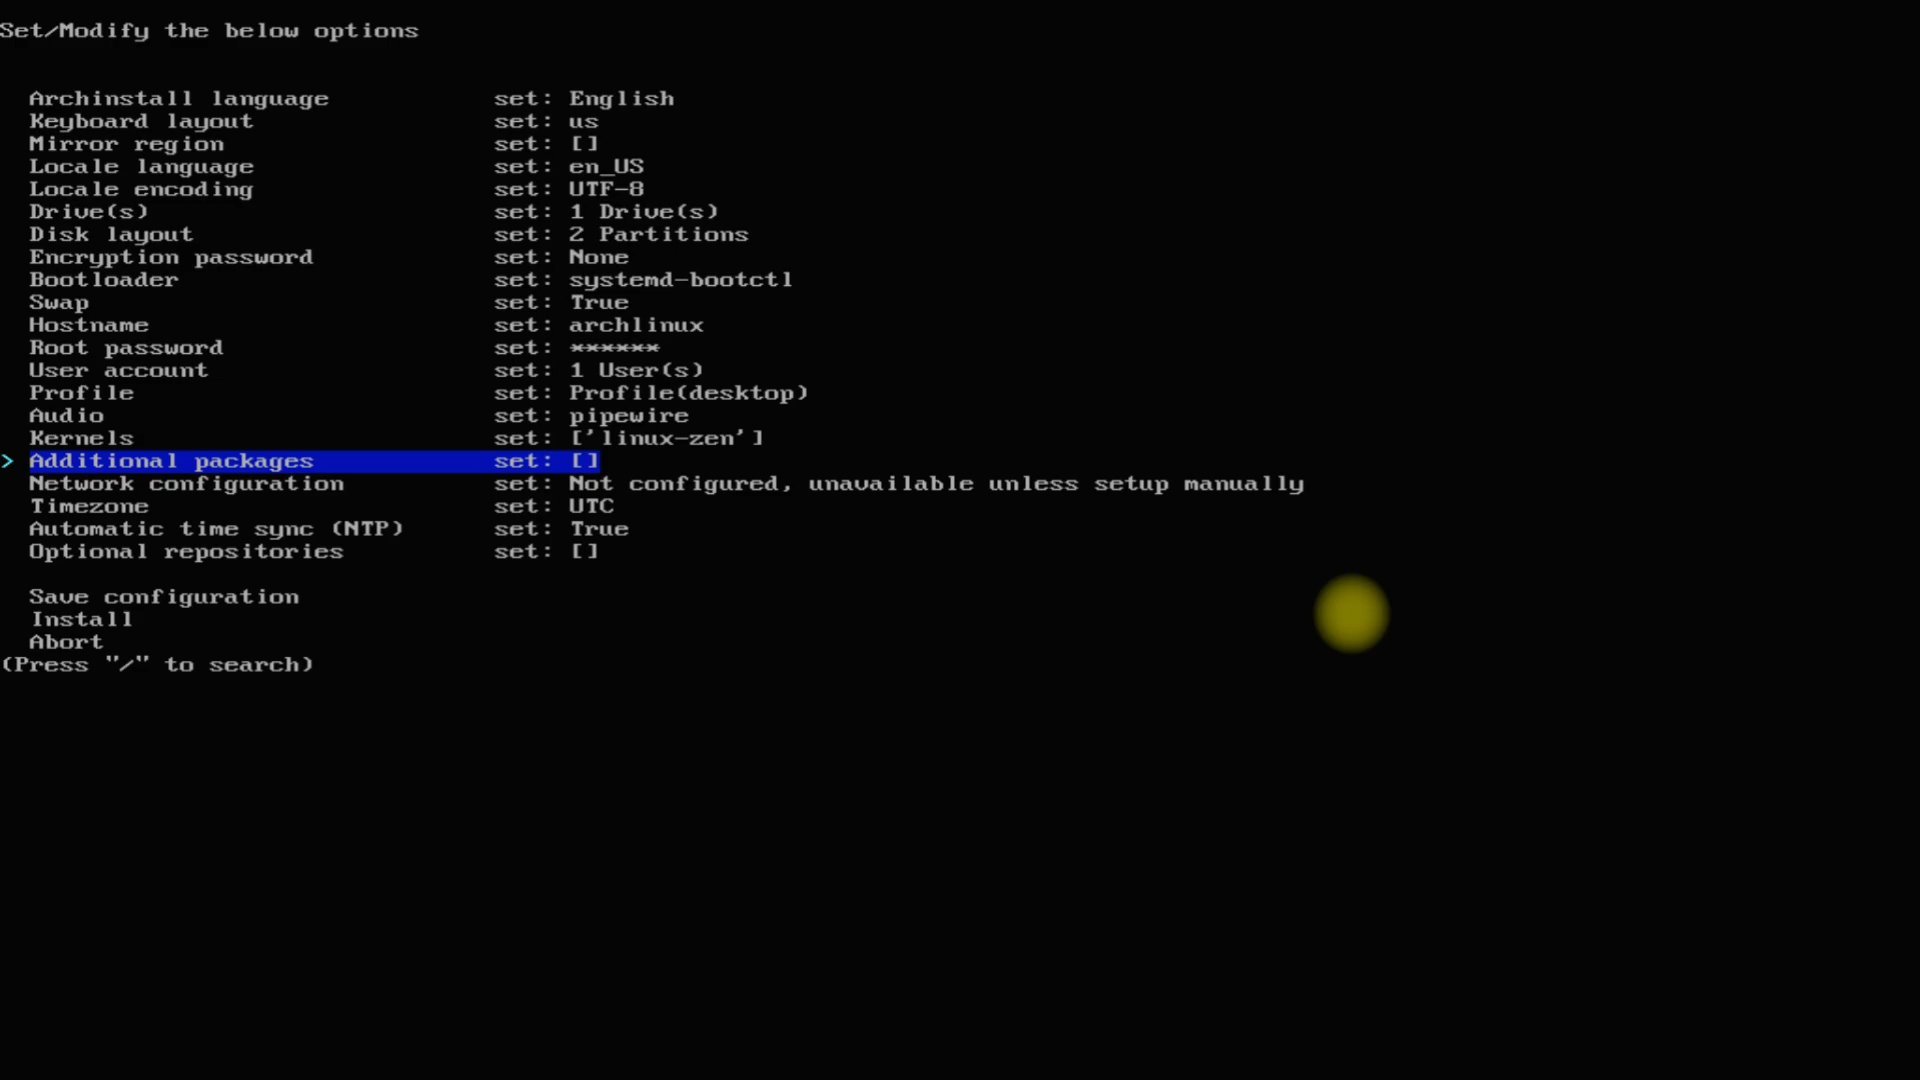 Set/Modify the below options
Archinstall language set: English
Keyboard layout set: us
Mirror region set: []
Locale language set: en_US
Locale encoding set: UTF-8
Drive(s) set: 1 Drive(s)
Disk layout set: 2 Partitions
Encryption password set: None
Bootloader set: systemd-bootctl
Swap set: True
Hostname set: archlinux
Root password set: ******
User account set: 1 User(s)
Profile set: Profile(desktop)
Audio set: pipewire
Kernels set: ['linux-zen']
> Additional packages set: []
Network configuration set: Not configured, unavailable unless setup manually
Timezone set: UTC
Automatic time sync (NTP) set: True
Optional repositories set: []
Save configuration
Install
Abort
(Press "/" to search)